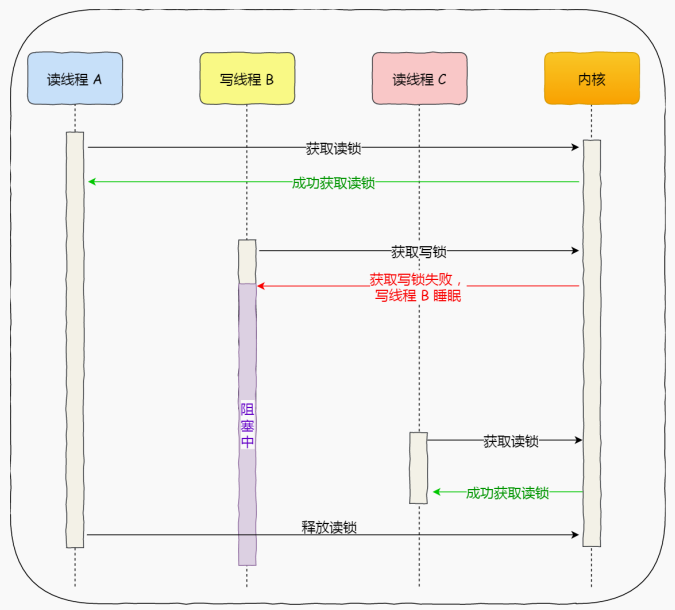 读线程 A
写线程 B
读线程 C
内核
获取读锁
成功获取读锁
获取写锁
获取写锁失败，
写线程 B 睡眠
阻
塞
中
获取读锁
成功获取读锁
释放读锁